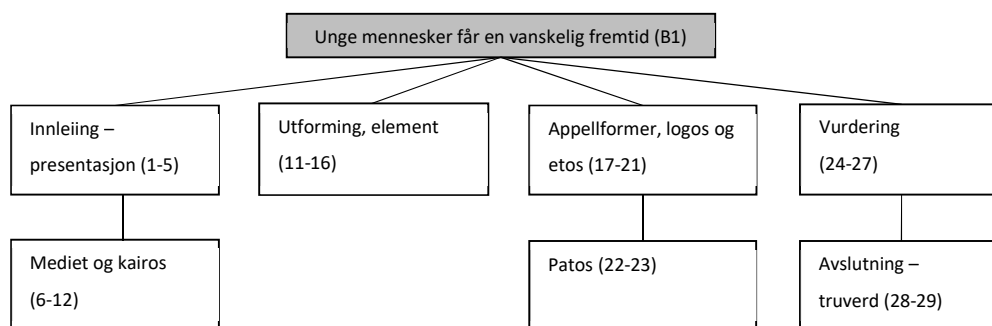 Unge mennesker får en vanskelig fremtid (B1)
Innleiing –
presentasjon (1-5)
Utforming, element
(11-16)
Appellformer, logos og
etos (17-21)
Vurdering
(24-27)
Mediet og kairos
(6-12)
Patos (22-23)
Avslutning –
truverd (28-29)